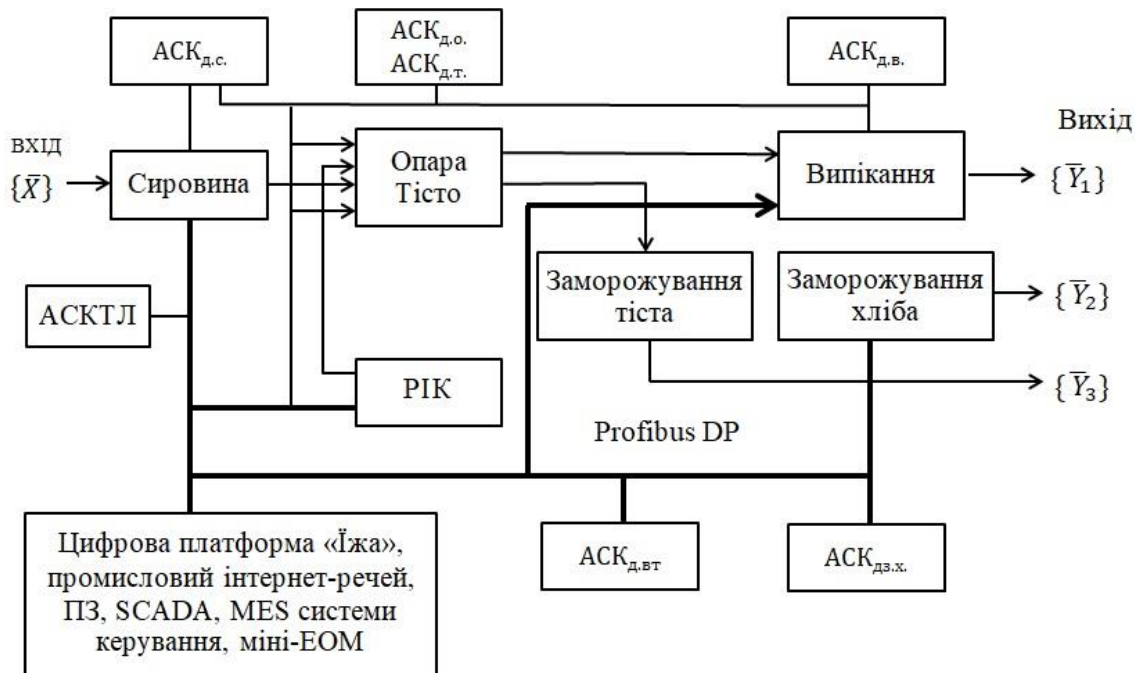 АСКд.с.
АСКд.о.
АСКд.т.
АСКд.в.
вхід
{X̄}
Сировина
Опара
Тісто
Випікання
Вихід
{Ȳ₁}
АСКТЛ
Заморожування
тіста
Заморожування
хліба
{Ȳ₂}
РІК
{Ȳ₃}
Profibus DP
Цифрова платформа «Їжа»,
промисловий інтернет-речей,
ПЗ, SCADA, MES системи
керування, міні-ЕОМ
АСКд.вт
АСКдз.х.